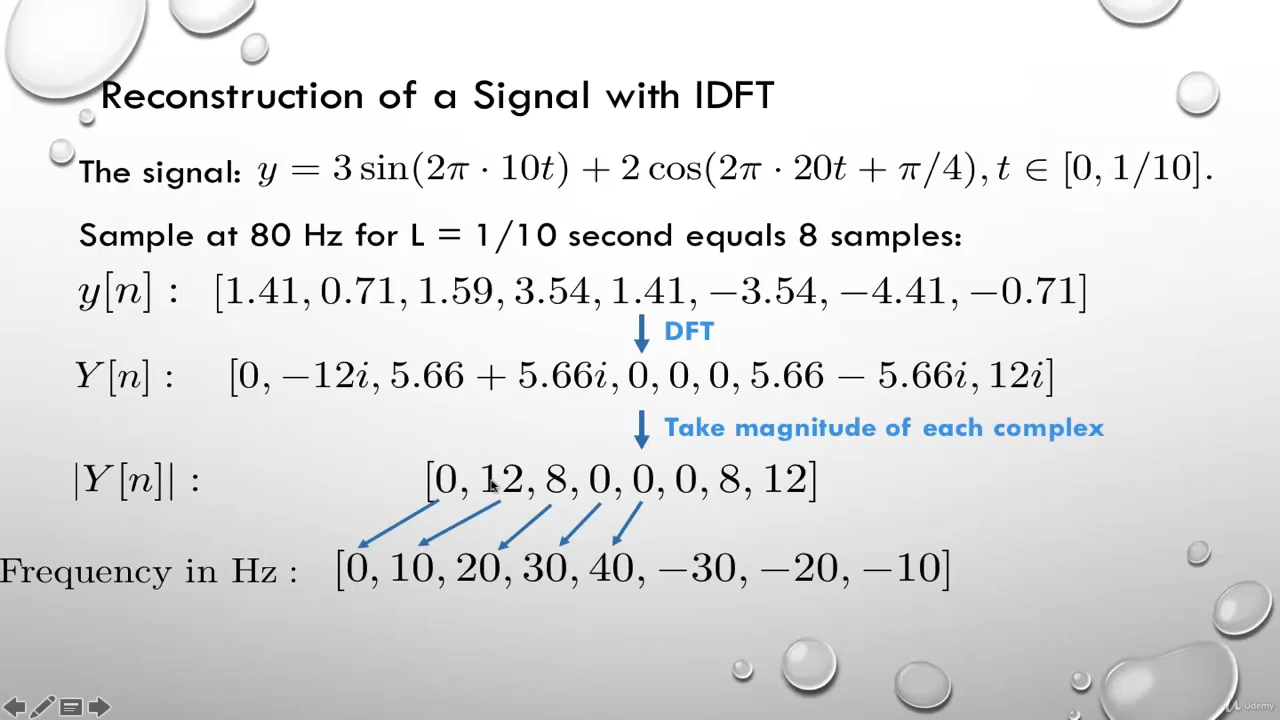 Reconstruction of a Signal with IDFT
The signal: y = 3 sin(2π · 10t) + 2 cos(2π · 20t + π/4), t ∈ [0, 1/10].
Sample at 80 Hz for L = 1/10 second equals 8 samples:
y[n] : [1.41, 0.71, 1.59, 3.54, 1.41, −3.54, −4.41, −0.71]
DFT
Y[n] : [0, −12i, 5.66 + 5.66i, 0, 0, 0, 5.66 − 5.66i, 12i]
Take magnitude of each complex
|Y[n]| : [0, 12, 8, 0, 0, 0, 8, 12]
Frequency in Hz : [0, 10, 20, 30, 40, −30, −20, −10]
Udemy